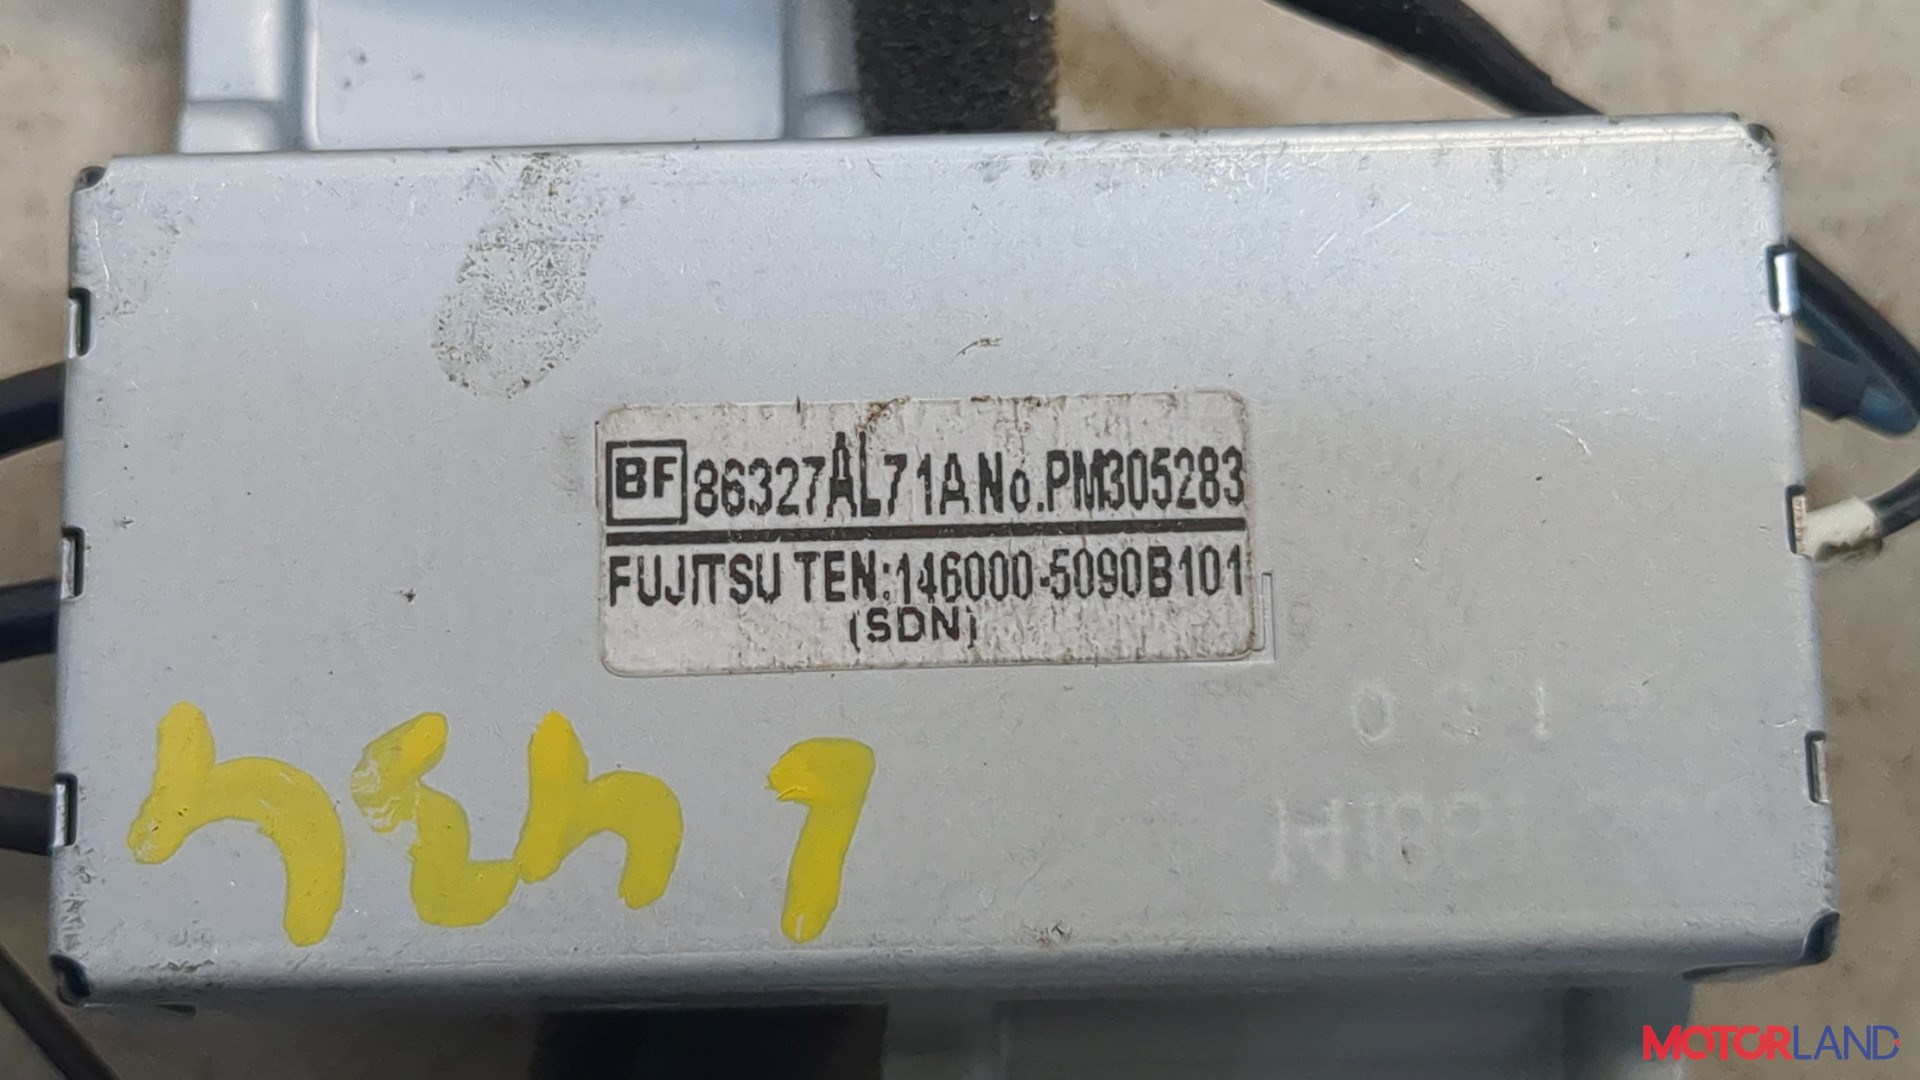 BF 86327AL71A No.PM305283
FUJITSU TEN:146000-5090B101
(SDN)
MOTORLAND